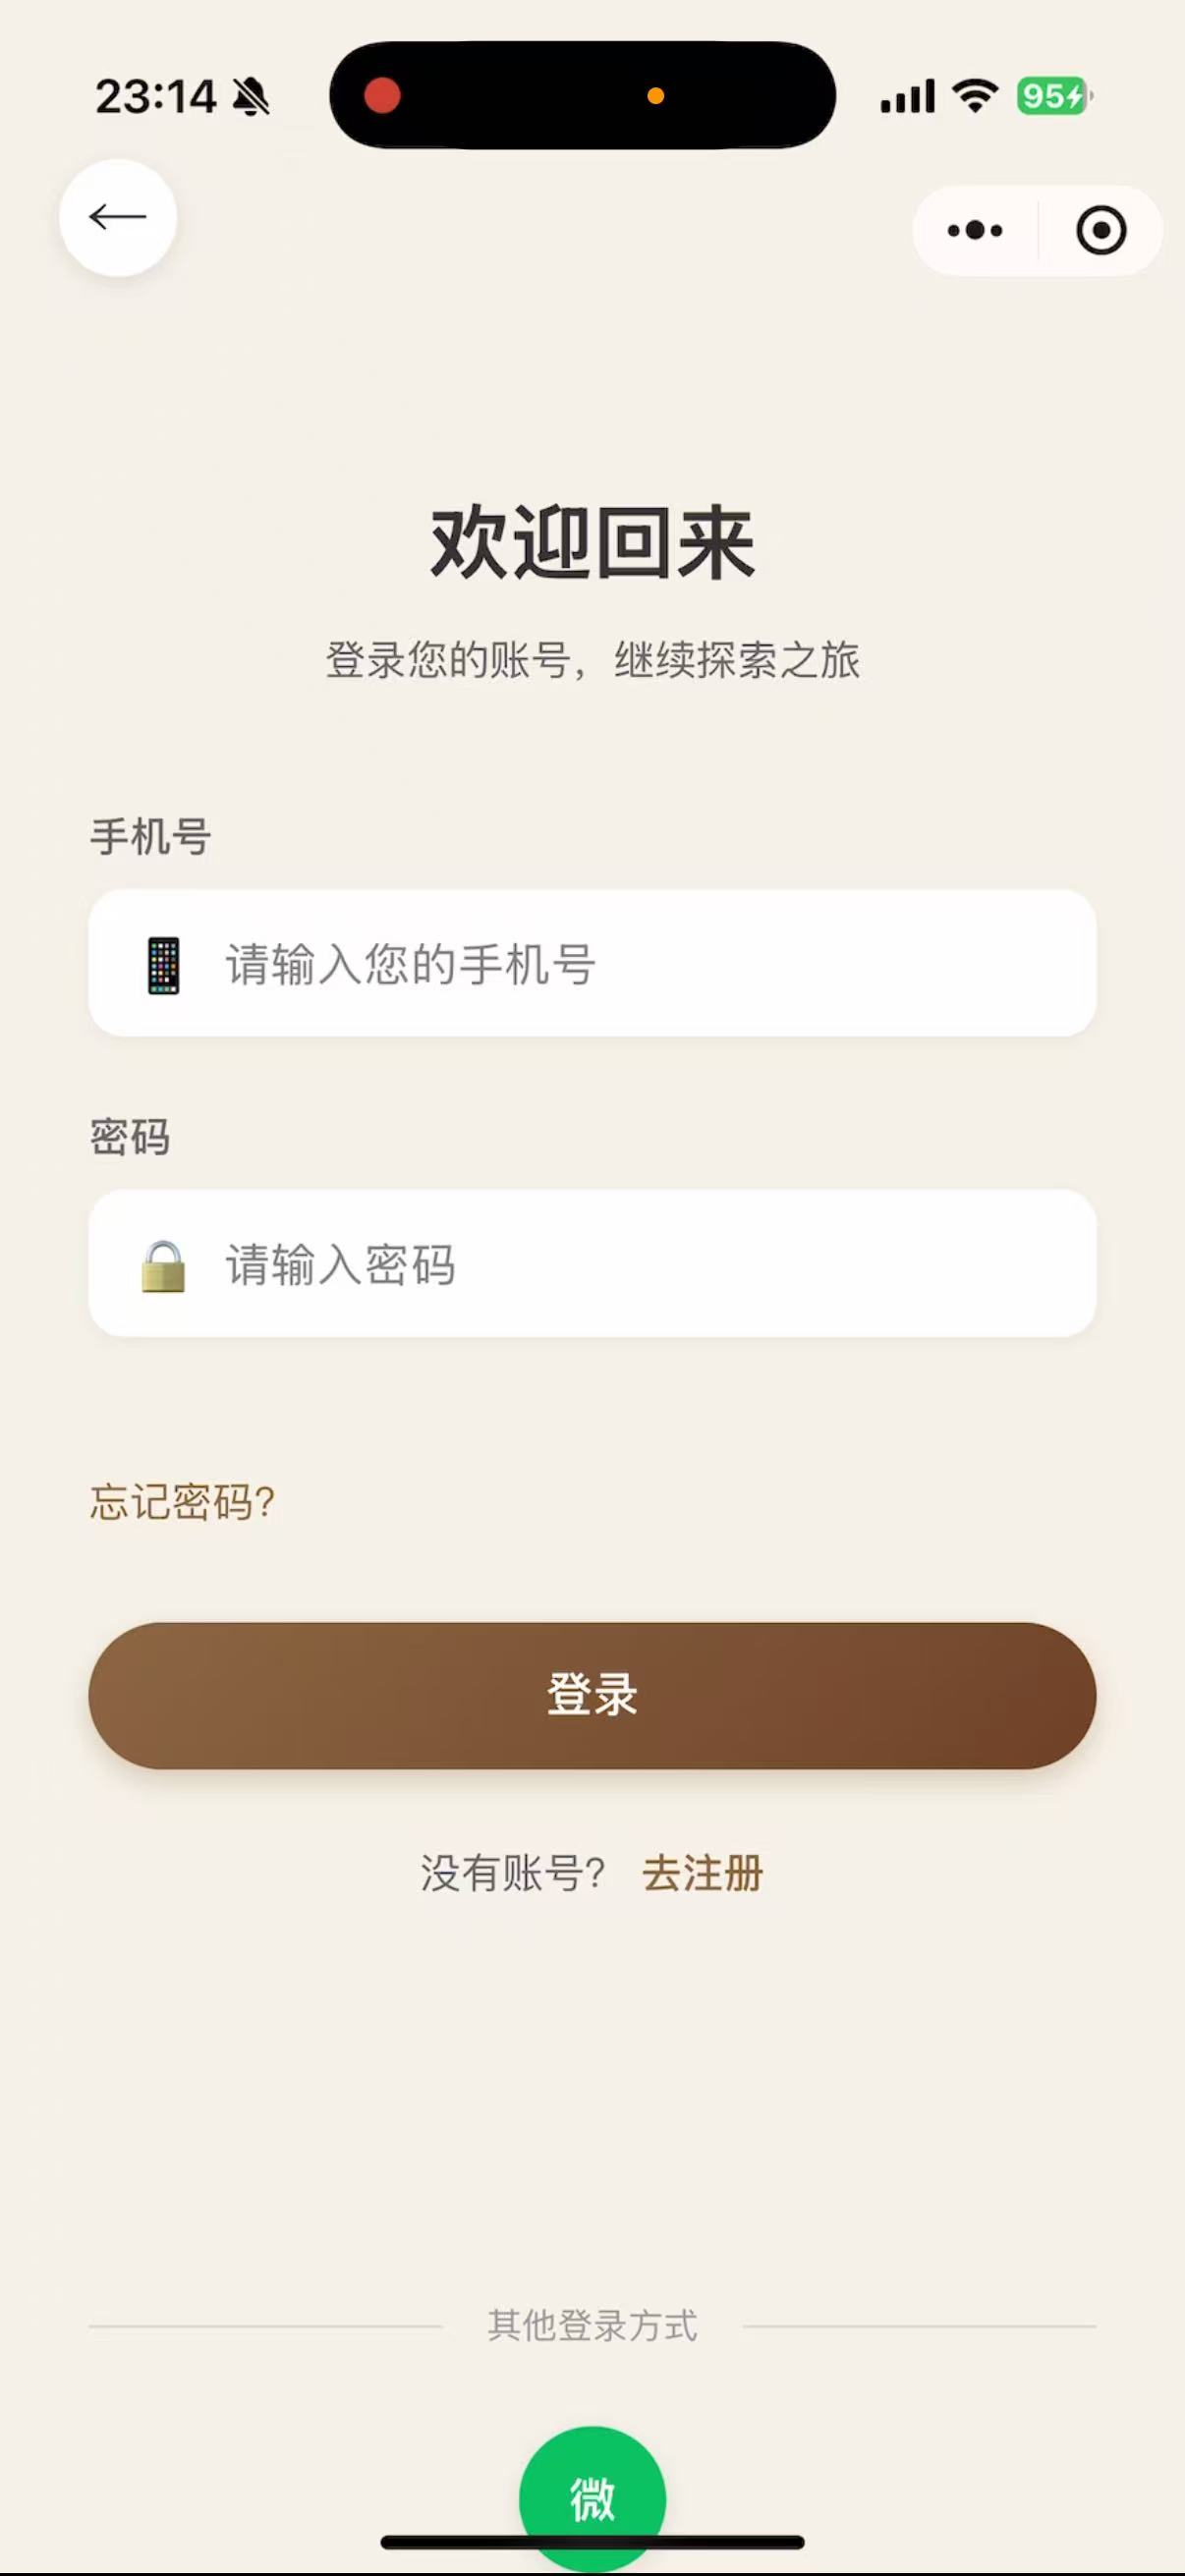 23:14
95
欢迎回来
登录您的账号，继续探索之旅
手机号
请输入您的手机号
密码
请输入密码
忘记密码?
登录
没有账号? 去注册
其他登录方式
微